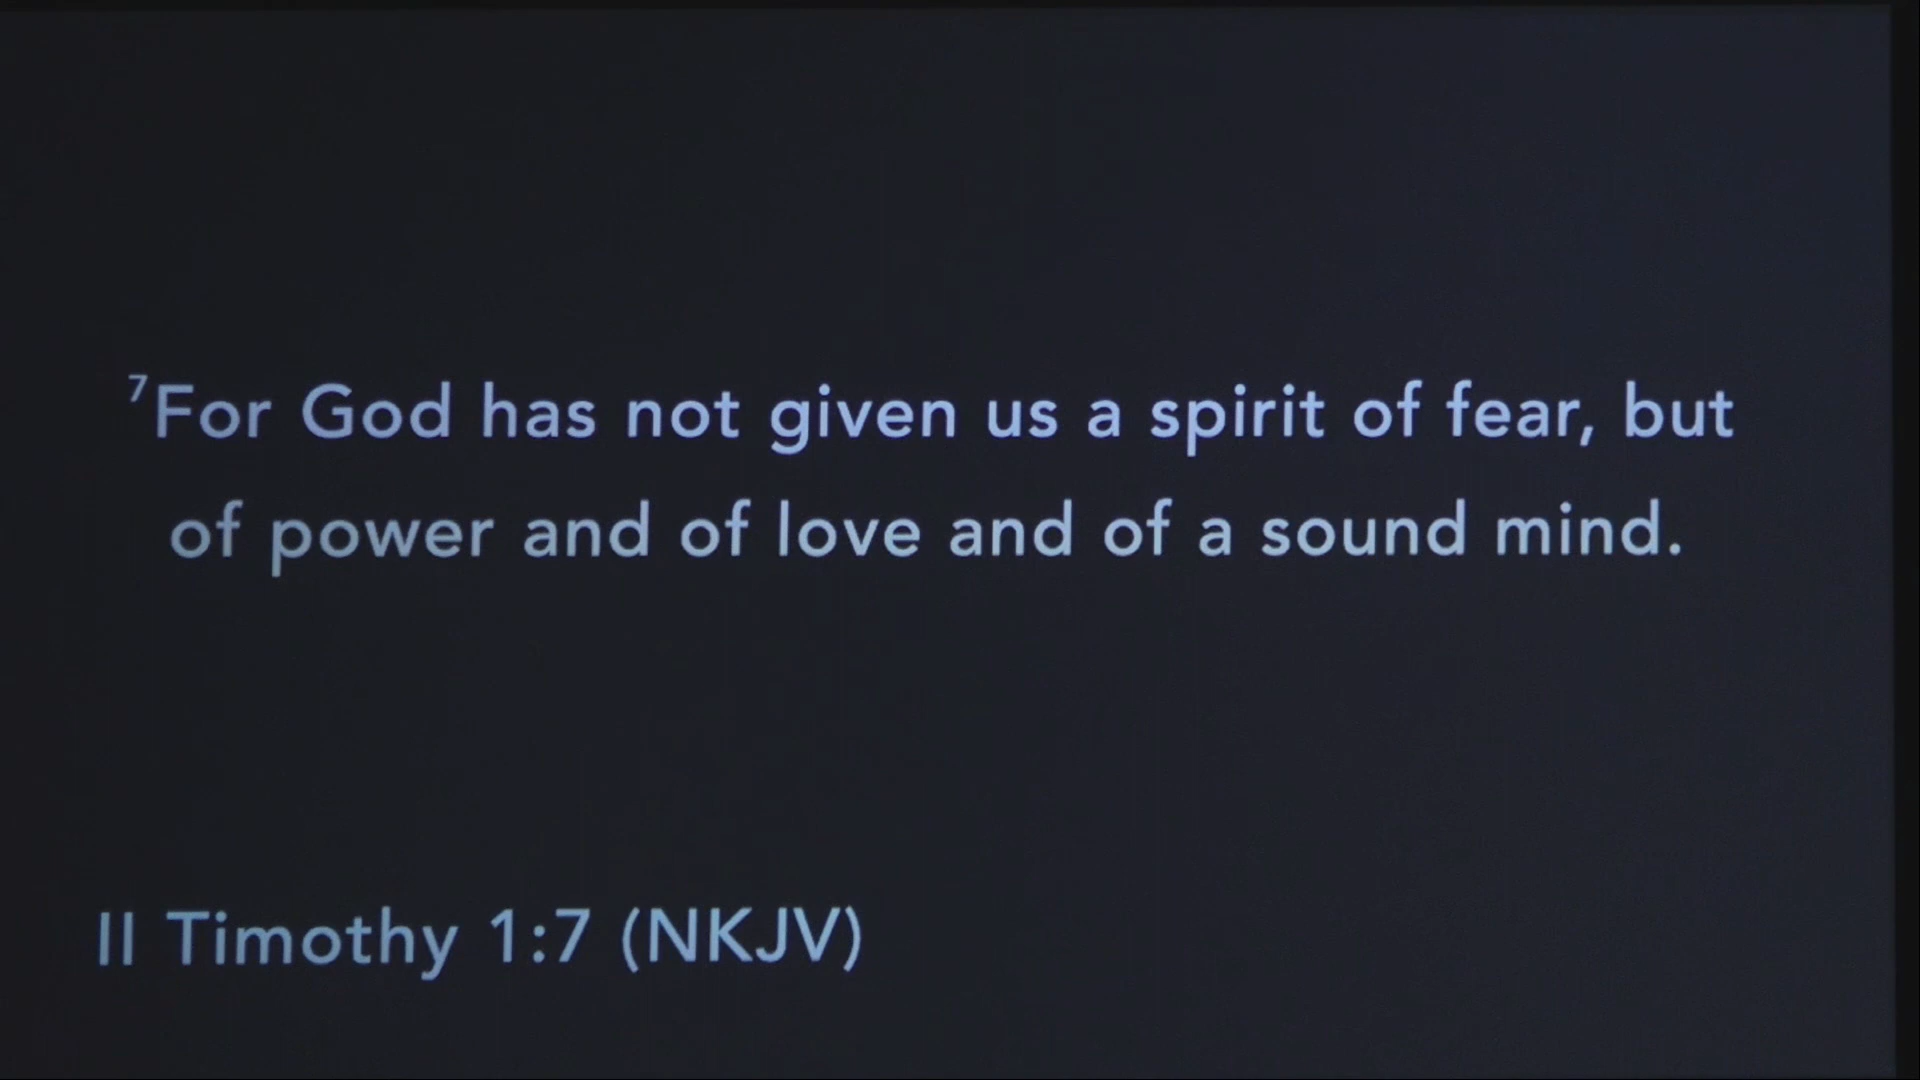 ⁷For God has not given us a spirit of fear, but
of power and of love and of a sound mind.
II Timothy 1:7 (NKJV)